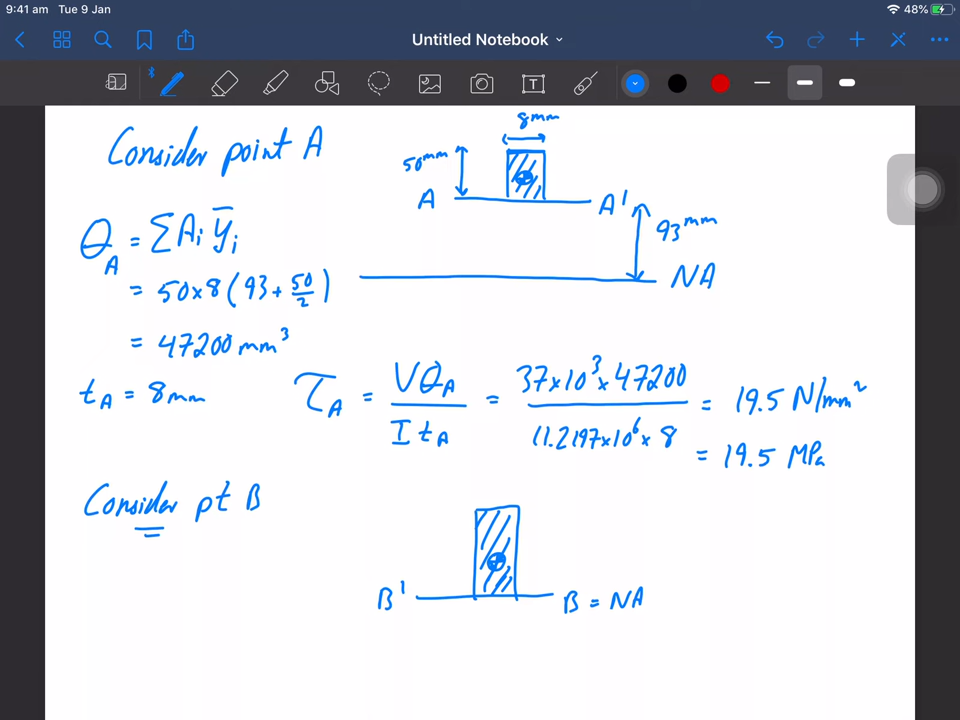 9:41 am Tue 9 Jan
48%
Untitled Notebook
T
Consider point A
8mm
50mm
A
A'
93mm
NA
Q_A = ΣA_i ȳ_i
= 50×8(93 + 50/2)
= 47200 mm³
t_A = 8mm
τ_A = VQ_A / I t_A = 37×10³×47200 / 11.2197×10⁶×8 = 19.5 N/mm²
= 19.5 MPa
Consider pt B
B'
B = NA